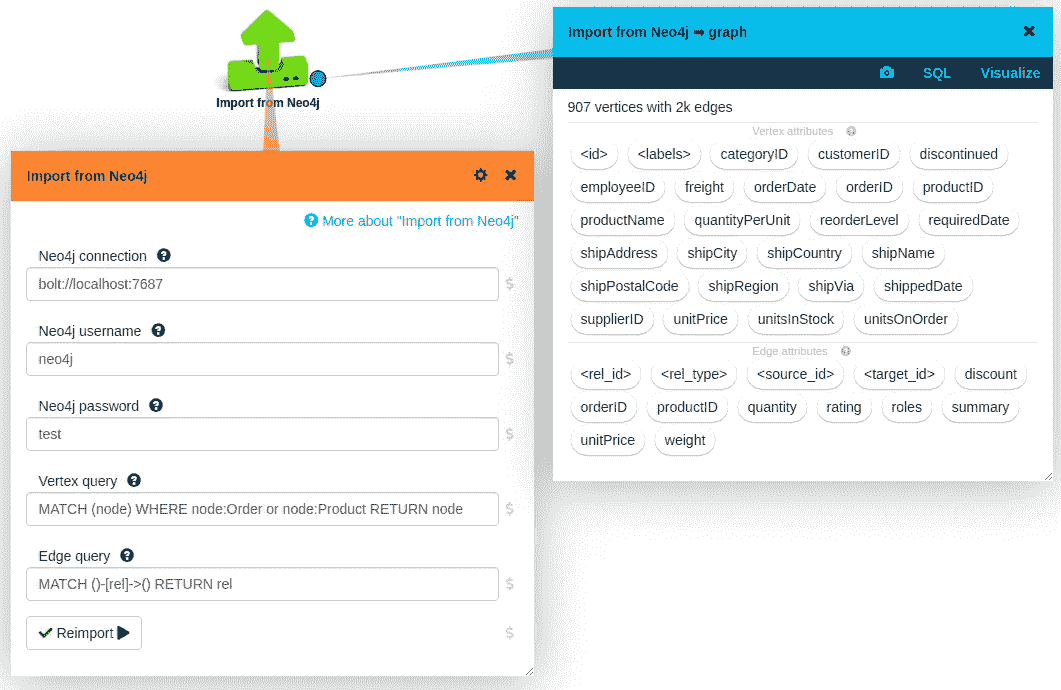 Import from Neo4j
Import from Neo4j
More about "Import from Neo4j"
Neo4j connection
bolt://localhost:7687
$
Neo4j username
neo4j
$
Neo4j password
test
$
Vertex query
MATCH (node) WHERE node:Order or node:Product RETURN node
$
Edge query
MATCH ()-[rel]->() RETURN rel
$
Reimport
$
Import from Neo4j ➡ graph
SQL Visualize
907 vertices with 2k edges
Vertex attributes
<id> <labels> categoryID customerID discontinued
employeeID freight orderDate orderID productID
productName quantityPerUnit reorderLevel requiredDate
shipAddress shipCity shipCountry shipName
shipPostalCode shipRegion shipVia shippedDate
supplierID unitPrice unitsInStock unitsOnOrder
Edge attributes
<rel_id> <rel_type> <source_id> <target_id> discount
orderID productID quantity rating roles summary
unitPrice weight